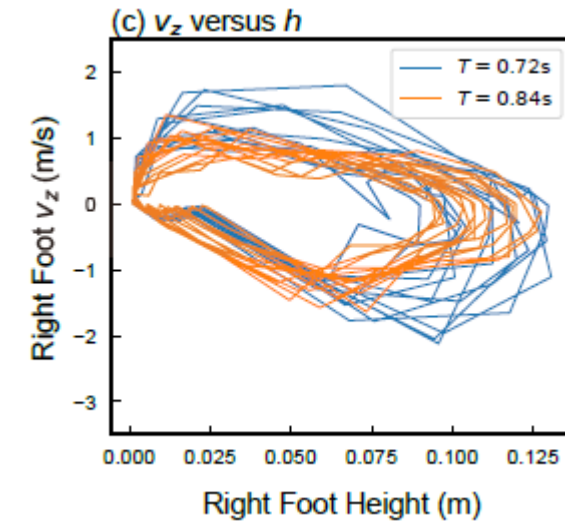 (c) v_z versus h
T = 0.72s
T = 0.84s
Right Foot v_z (m/s)
2
1
0
−1
−2
−3
0.000 0.025 0.050 0.075 0.100 0.125
Right Foot Height (m)